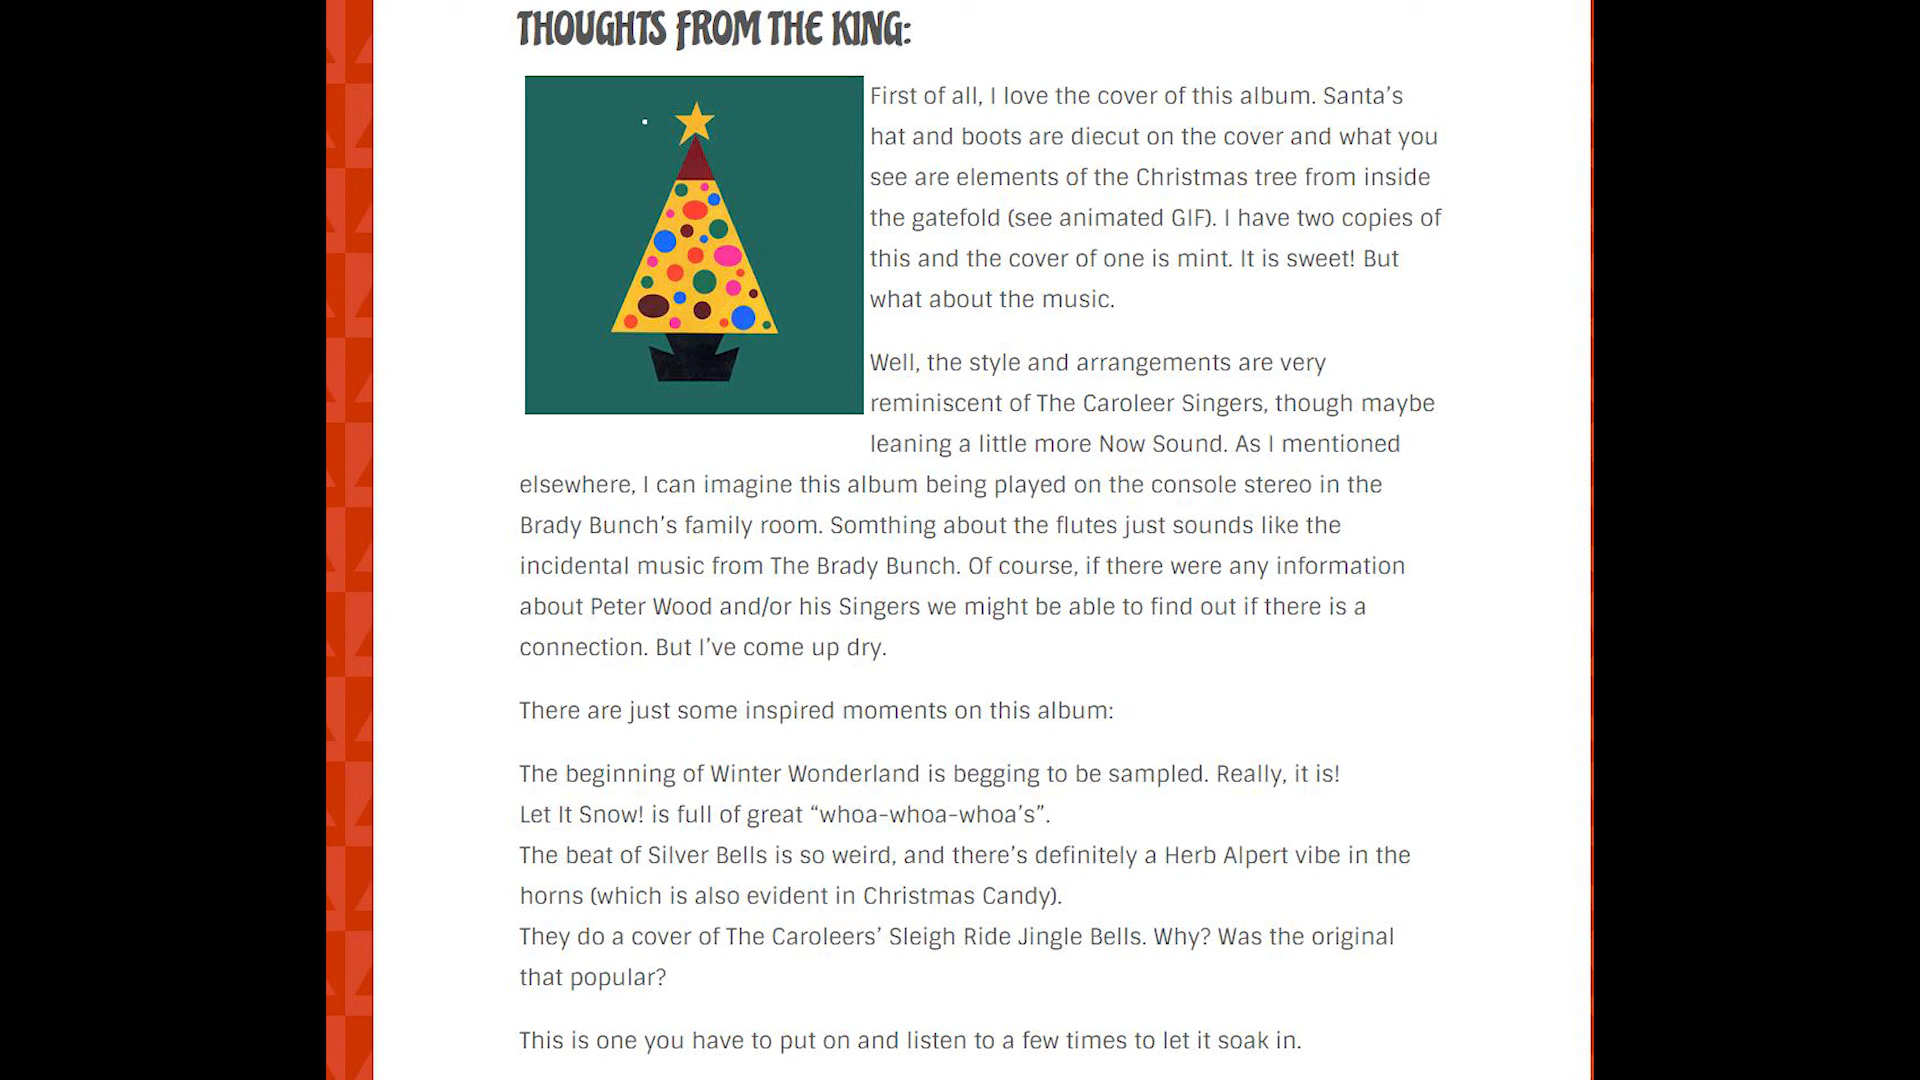 THOUGHTS FROM THE KING:
First of all, I love the cover of this album. Santa’s
hat and boots are diecut on the cover and what you
see are elements of the Christmas tree from inside
the gatefold (see animated GIF). I have two copies of
this and the cover of one is mint. It is sweet! But
what about the music.
Well, the style and arrangements are very
reminiscent of The Caroleer Singers, though maybe
leaning a little more Now Sound. As I mentioned
elsewhere, I can imagine this album being played on the console stereo in the
Brady Bunch’s family room. Somthing about the flutes just sounds like the
incidental music from The Brady Bunch. Of course, if there were any information
about Peter Wood and/or his Singers we might be able to find out if there is a
connection. But I’ve come up dry.
There are just some inspired moments on this album:
The beginning of Winter Wonderland is begging to be sampled. Really, it is!
Let It Snow! is full of great “whoa-whoa-whoa’s”.
The beat of Silver Bells is so weird, and there’s definitely a Herb Alpert vibe in the
horns (which is also evident in Christmas Candy).
They do a cover of The Caroleers’ Sleigh Ride Jingle Bells. Why? Was the original
that popular?
This is one you have to put on and listen to a few times to let it soak in.